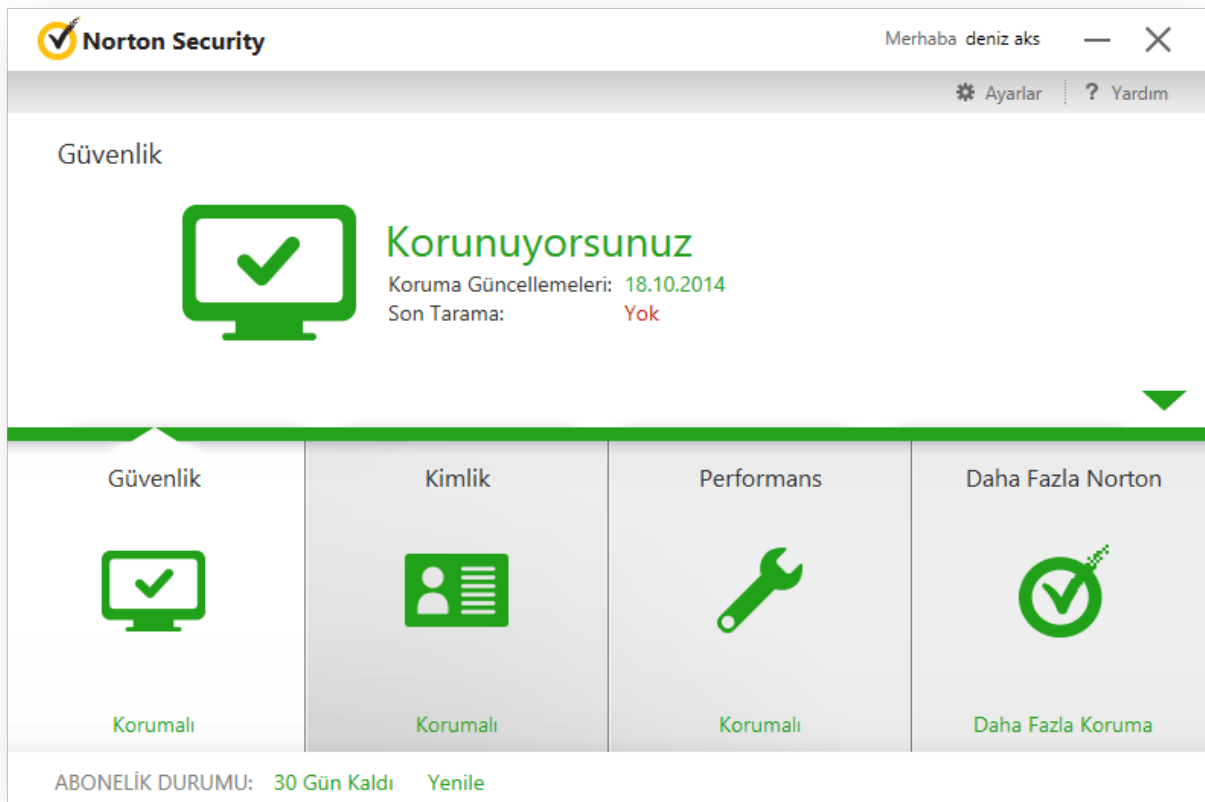 Norton Security
Merhaba deniz aks
Ayarlar ? Yardım
Güvenlik
Korunuyorsunuz
Koruma Güncellemeleri: 18.10.2014
Son Tarama: Yok
Güvenlik Kimlik Performans Daha Fazla Norton
Korumalı Korumalı Korumalı Daha Fazla Koruma
ABONELİK DURUMU: 30 Gün Kaldı Yenile